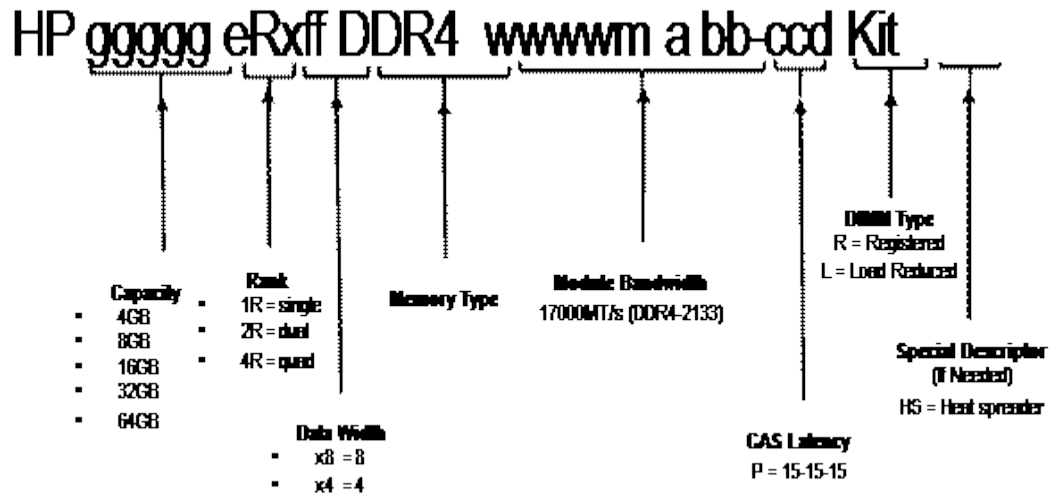 HP ggggg eRxff DDR4 wwwwm a bb-ccd Kit
Capacity
▪ 4GB
▪ 8GB
▪ 16GB
▪ 32GB
▪ 64GB
Rank
▪ 1R = single
▪ 2R = dual
▪ 4R = quad
Data Width
▪ x8 = 8
▪ x4 = 4
Memory Type
Module Bandwidth
17000MT/s (DDR4-2133)
CAS Latency
P = 15-15-15
DIMM Type
R = Registered
L = Load Reduced
Special Descriptor
(If Needed)
HS = Heat spreader